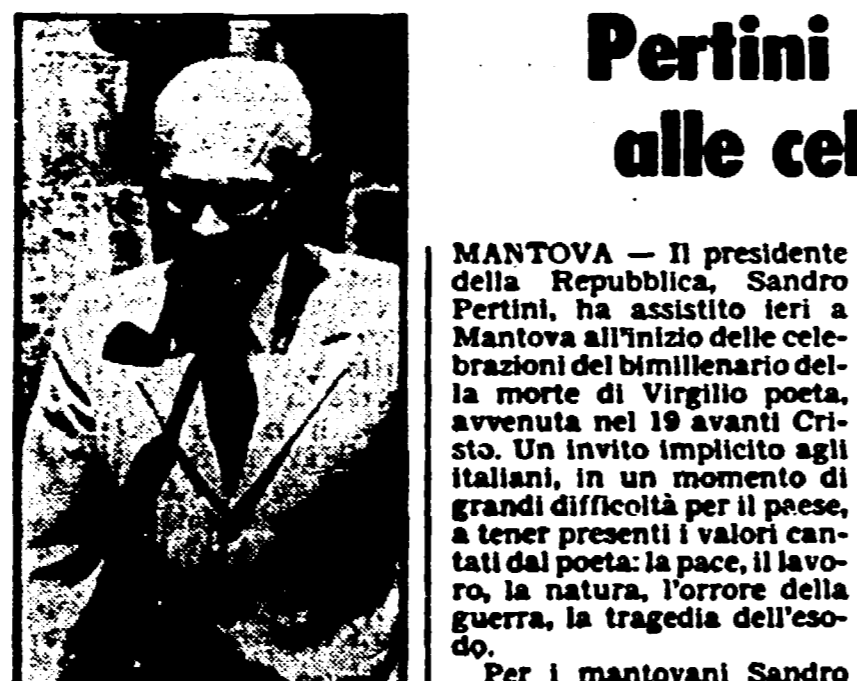 Pertini
alle cel
MANTOVA — Il presidente
della Repubblica, Sandro
Pertini, ha assistito ieri a
Mantova all'inizio delle cele-
brazioni del bimillenario del-
la morte di Virgilio poeta,
avvenuta nel 19 avanti Cri-
sto. Un invito implicito agli
italiani, in un momento di
grandi difficoltà per il paese,
a tener presenti i valori can-
tati dal poeta: la pace, il lavo-
ro, la natura, l'orrore della
guerra, la tragedia dell'eso-
do.
Per i mantovani Sandro